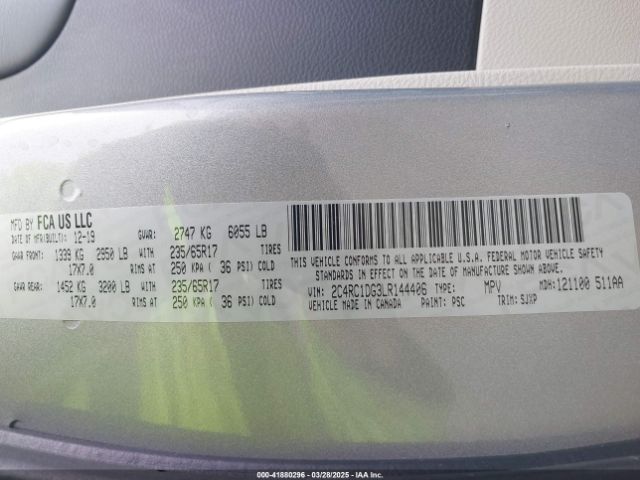 MFD BY FCA US LLC
DATE OF MFR(BUILT): 12-19 GVWR: 2747 KG 6055 LB
GAWR FRONT: 1339 KG 2950 LB WITH 235/65R17 TIRES
17X7.0 RIMS AT 250 KPA ( 36 PSI) COLD
GAWR REAR: 1452 KG 3200 LB WITH 235/65R17 TIRES
17X7.0 RIMS AT 250 KPA ( 36 PSI) COLD
THIS VEHICLE CONFORMS TO ALL APPLICABLE U.S.A. FEDERAL MOTOR VEHICLE SAFETY
STANDARDS IN EFFECT ON THE DATE OF MANUFACTURE SHOWN ABOVE.
VIN: 2C4RC1DG3LR144406 TYPE: MPV MDH: 121100 511AA
VEHICLE MADE IN CANADA PAINT: PSC TRIM:
000-41880296 - 03/28/2025 - IAAI.com